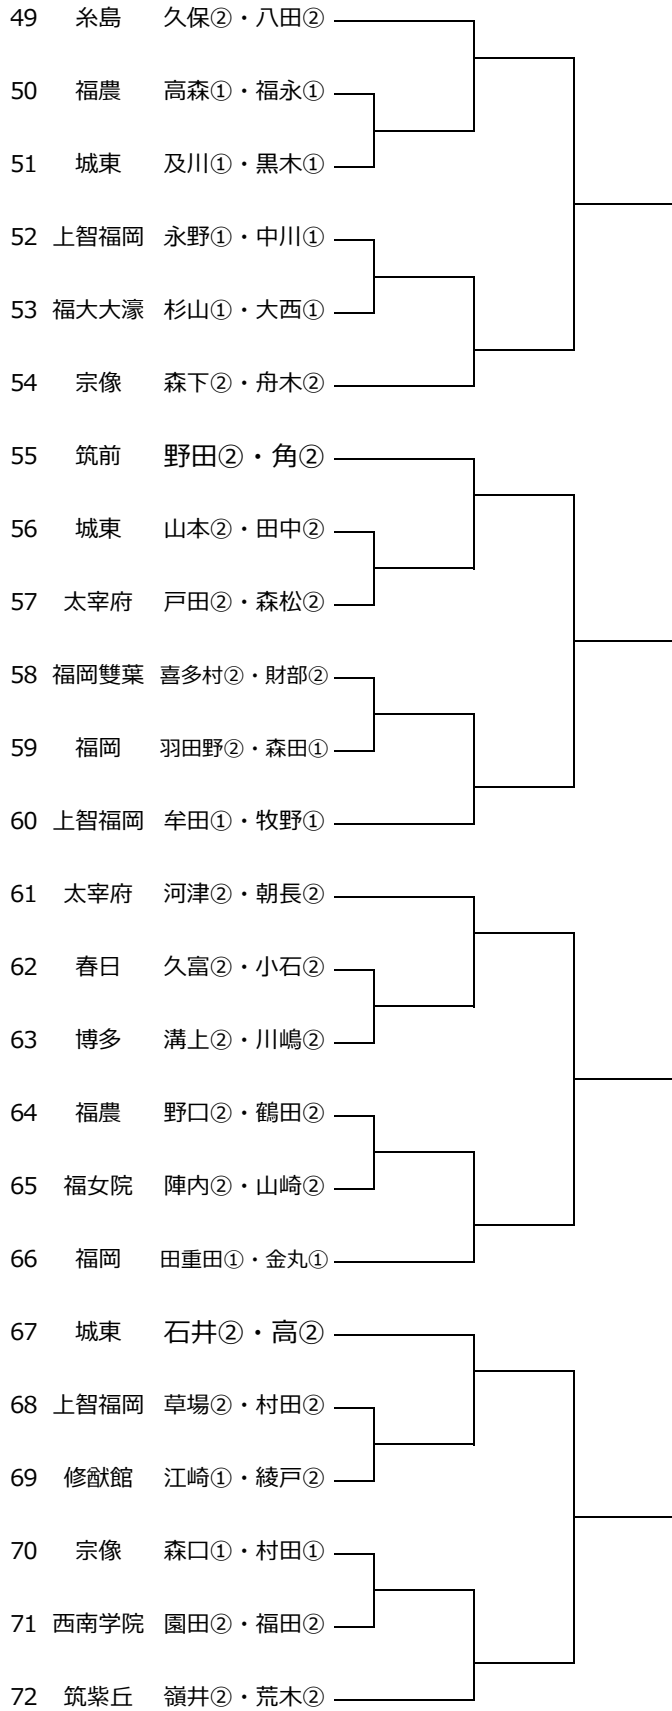 49 糸島 久保②・八田②
50 福農 高森①・福永①
51 城東 及川①・黒木①
52 上智福岡 永野①・中川①
53 福大大濠 杉山①・大西①
54 宗像 森下②・舟木②
55 筑前 野田②・角②
56 城東 山本②・田中②
57 太宰府 戸田②・森松②
58 福岡雙葉 喜多村②・財部②
59 福岡 羽田野②・森田①
60 上智福岡 牟田①・牧野①
61 太宰府 河津②・朝長②
62 春日 久富②・小石②
63 博多 溝上②・川嶋②
64 福農 野口②・鶴田②
65 福女院 陣内②・山崎②
66 福岡 田重田①・金丸①
67 城東 石井②・高②
68 上智福岡 草場②・村田②
69 修猷館 江崎①・綾戸②
70 宗像 森口①・村田①
71 西南学院 園田②・福田②
72 筑紫丘 嶺井②・荒木②